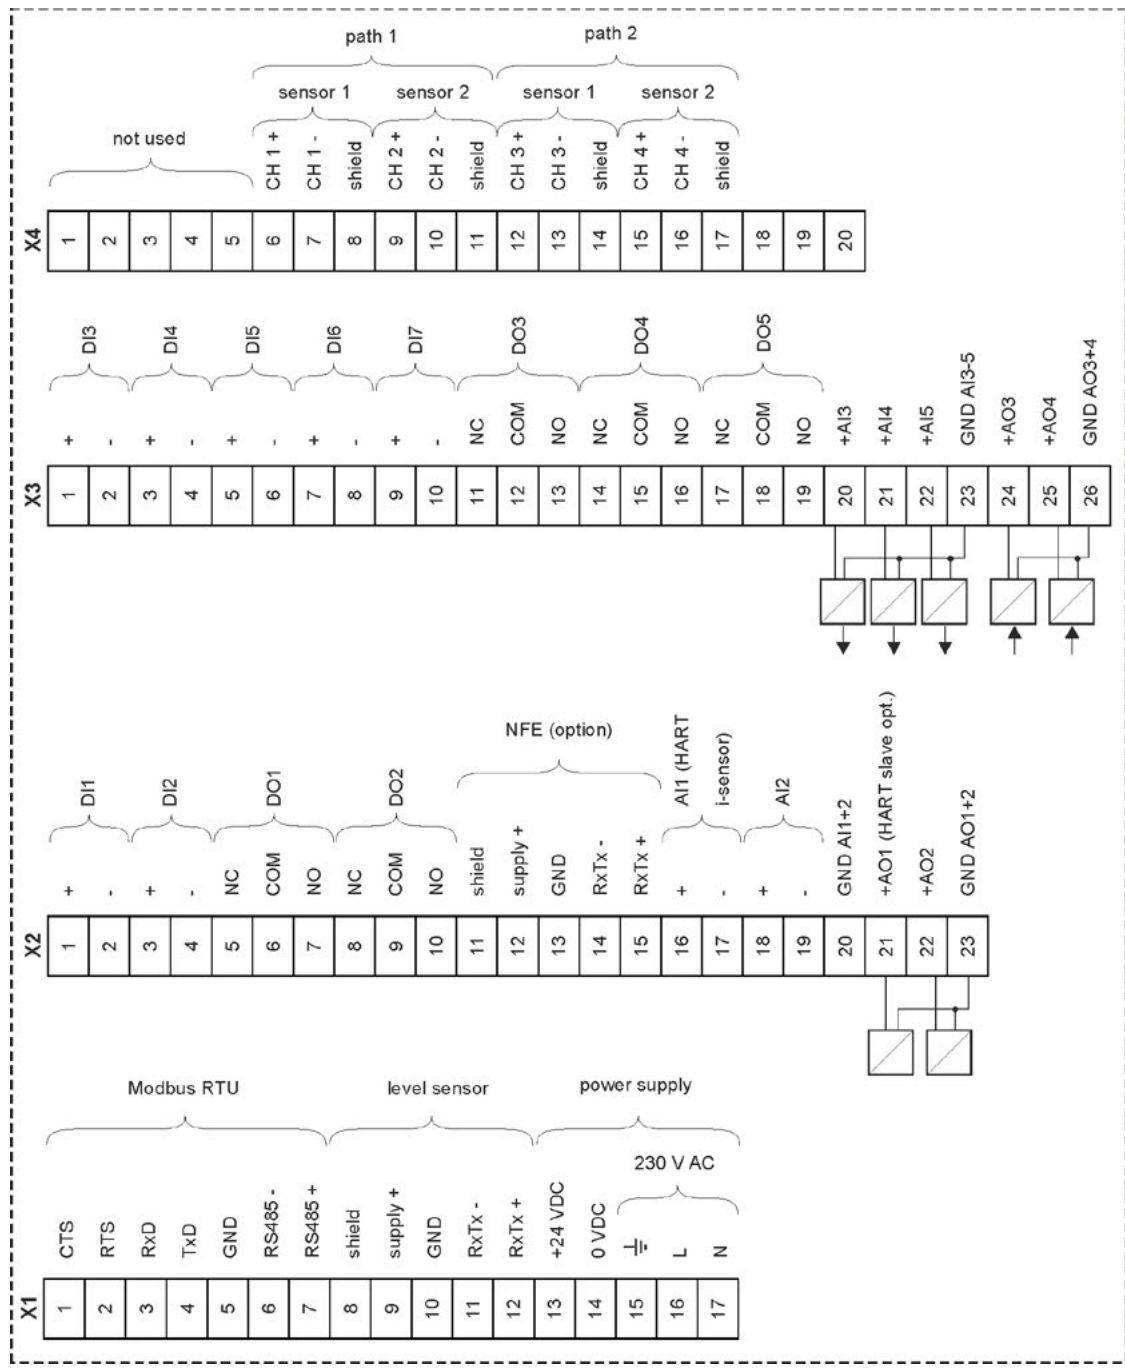 path 1
path 2
sensor 1
sensor 2
sensor 1
sensor 2
not used
CH 1 +
CH 1 -
shield
CH 2 +
CH 2 -
shield
CH 3 +
CH 3 -
shield
CH 4 +
CH 4 -
shield
X4
1 2 3 4 5 6 7 8 9 10 11 12 13 14 15 16 17 18 19 20
DI3
DI4
DI5
DI6
DI7
DO3
DO4
DO5
+
-
+
-
+
-
+
-
+
-
NC
COM
NO
NC
COM
NO
NC
COM
NO
+AI3
+AI4
+AI5
GND AI3-5
+AO3
+AO4
GND AO3+4
X3
1 2 3 4 5 6 7 8 9 10 11 12 13 14 15 16 17 18 19 20 21 22 23 24 25 26
DI1
DI2
DO1
DO2
NFE (option)
AI1 (HART
i-sensor)
AI2
+
-
+
-
NC
COM
NO
NC
COM
NO
shield
supply +
GND
RxTx -
RxTx +
+
-
+
-
GND AI1+2
+AO1 (HART slave opt.)
+AO2
GND AO1+2
X2
1 2 3 4 5 6 7 8 9 10 11 12 13 14 15 16 17 18 19 20 21 22 23
Modbus RTU
level sensor
power supply
230 V AC
CTS
RTS
RxD
TxD
GND
RS485 -
RS485 +
shield
supply +
GND
RxTx -
RxTx +
+24 VDC
0 VDC
L
N
X1
1 2 3 4 5 6 7 8 9 10 11 12 13 14 15 16 17